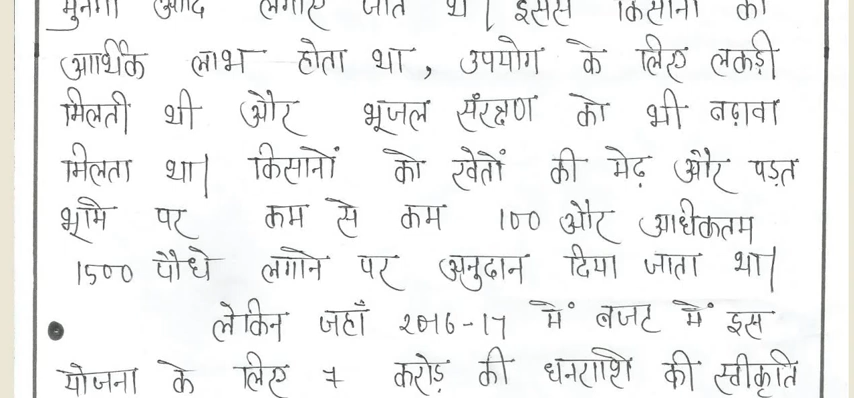 मुनगा आदि लगाए जाते थे। इससे किसानों को
आर्थिक लाभ होता था, उपयोग के लिए लकड़ी
मिलती थी और भूजल संरक्षण को भी बढ़ावा
मिलता था। किसानों को खेतों की मेढ़ और पड़त
भूमि पर कम से कम 100 और अधिकतम
1500 पौधे लगाने पर अनुदान दिया जाता था।
लेकिन जहाँ 2016-17 में बजट में इस
योजना के लिए 7 करोड़ की धनराशि की स्वीकृति